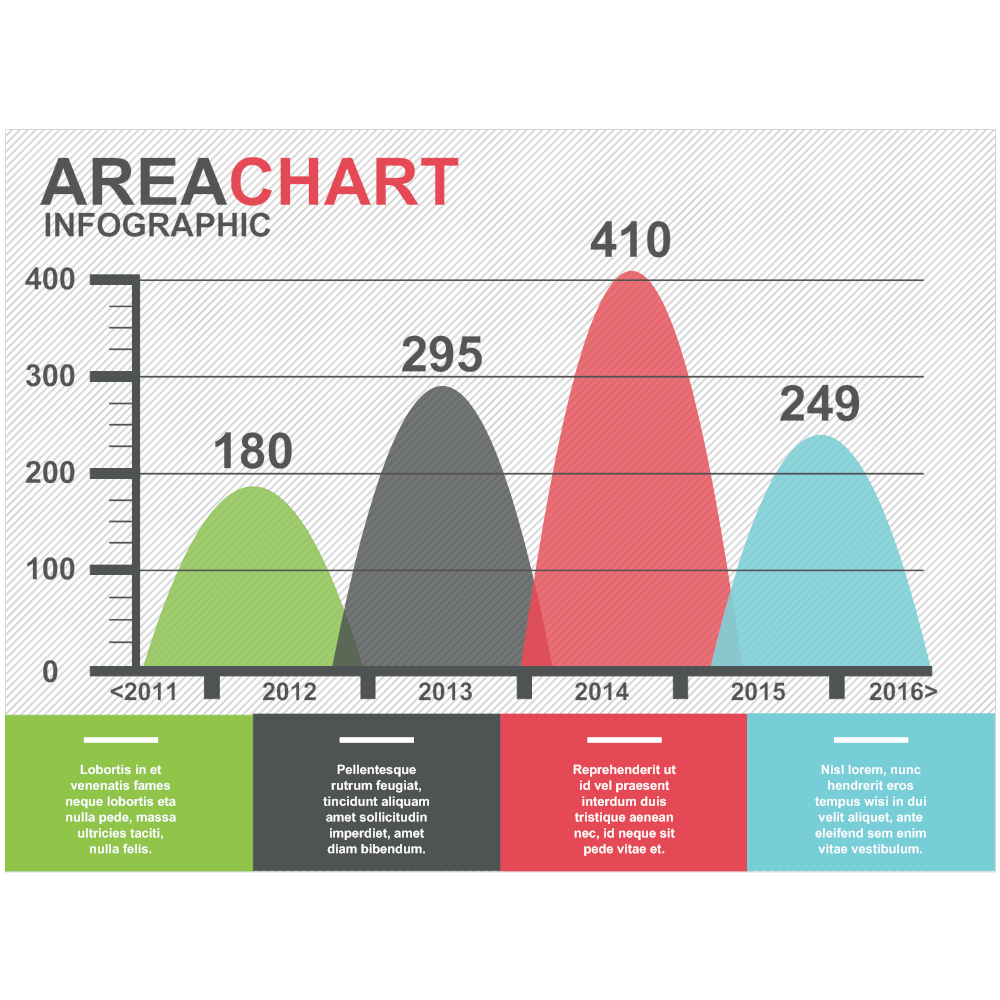 AREACHART
INFOGRAPHIC
410
400
295
300
249
180
200
100
0
<2011 2012 2013 2014 2015 2016>
Lobortis in et
venenatis fames
neque lobortis eta
nulla pede, massa
ultricies taciti,
nulla felis.
Pellentesque
rutrum feugiat,
tincidunt aliquam
amet sollicitudin
imperdiet, amet
diam bibendum.
Reprehenderit ut
id vel praesent
interdum duis
tristique aenean
nec, id neque sit
pede vitae et.
Nisl lorem, nunc
hendrerit eros
tempus wisi in dui
velit aliquet, ante
eleifend sem enim
vitae vestibulum.